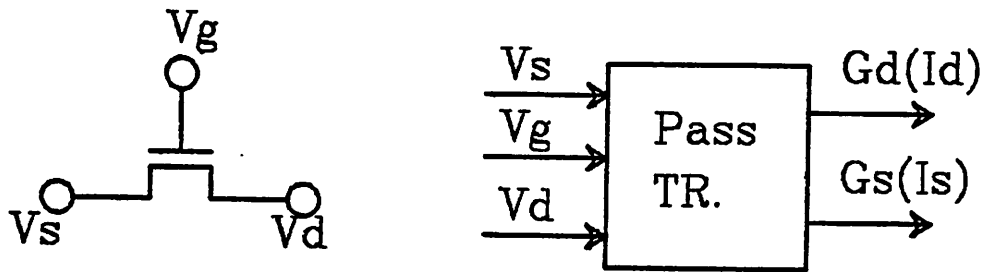 Vg
Vs
Vd
Vs
Vg
Vd
Pass
TR.
Gd(Id)
Gs(Is)